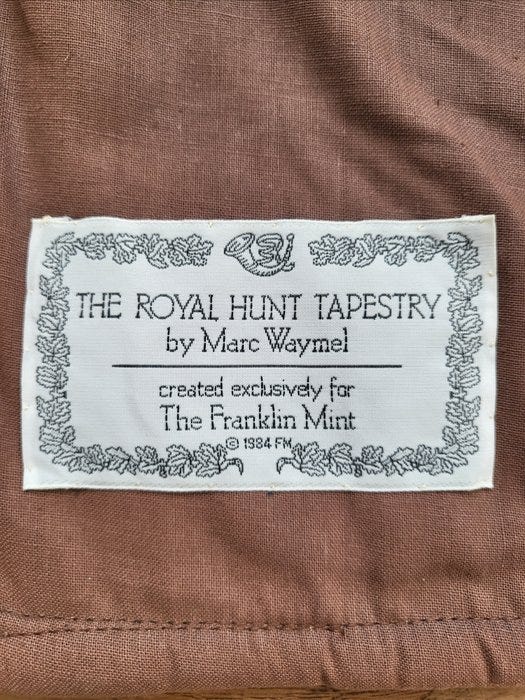 THE ROYAL HUNT TAPESTRY
by Marc Waymel
created exclusively for
The Franklin Mint
© 1984 FM